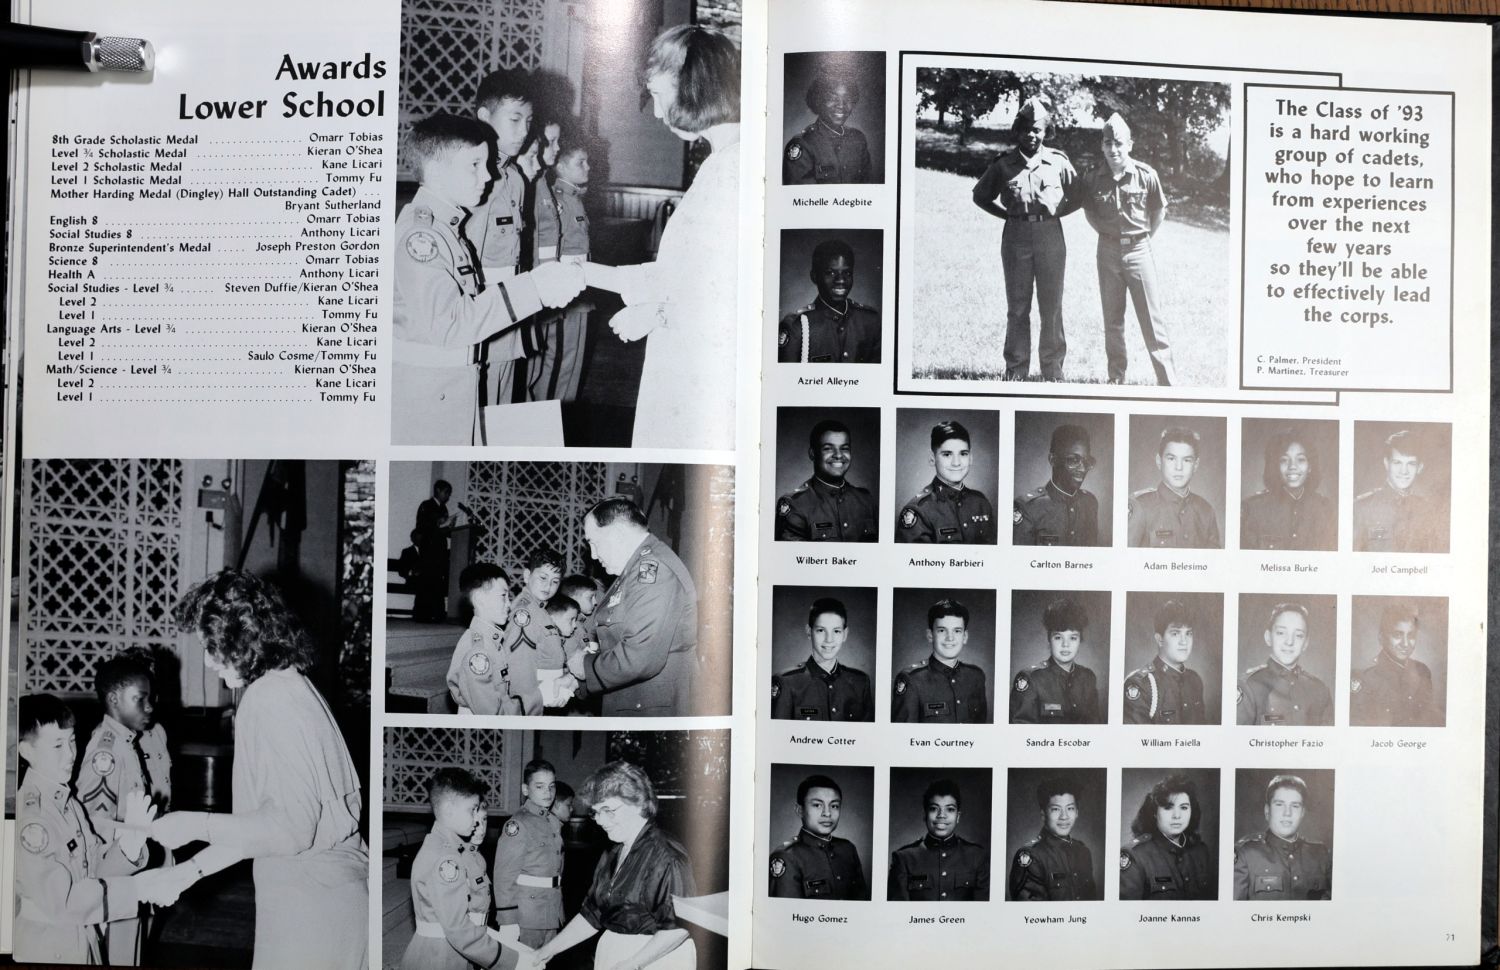 Awards
Lower School
8th Grade Scholastic Medal .............. Omarr Tobias
Level ¾ Scholastic Medal ............... Kieran O'Shea
Level 2 Scholastic Medal .................. Kane Licari
Level 1 Scholastic Medal .................. Tommy Fu
Mother Harding Medal (Dingley) Hall Outstanding Cadet) ...
Bryant Sutherland
English 8 .............................. Omarr Tobias
Social Studies 8 ........................ Anthony Licari
Bronze Superintendent's Medal ..... Joseph Preston Gordon
Science 8 .............................. Omarr Tobias
Health A .............................. Anthony Licari
Social Studies - Level ¾ ...... Steven Duffie/Kieran O'Shea
Level 2 ................................ Kane Licari
Level 1 ................................ Tommy Fu
Language Arts - Level ¾ ................ Kieran O'Shea
Level 2 ................................ Kane Licari
Level 1 ..................... Saulo Cosme/Tommy Fu
Math/Science - Level ¾ ................. Kiernan O'Shea
Level 2 ................................ Kane Licari
Level 1 ................................ Tommy Fu
Michelle Adegbite
Azriel Alleyne
The Class of '93
is a hard working
group of cadets,
who hope to learn
from experiences
over the next
few years
so they'll be able
to effectively lead
the corps.
C. Palmer, President
P. Martinez, Treasurer
Wilbert Baker
Anthony Barbieri
Carlton Barnes
Adam Belesimo
Melissa Burke
Joel Campbell
Andrew Cotter
Evan Courtney
Sandra Escobar
William Faiella
Christopher Fazio
Jacob George
Hugo Gomez
James Green
Yeowham Jung
Joanne Kannas
Chris Kempski
71